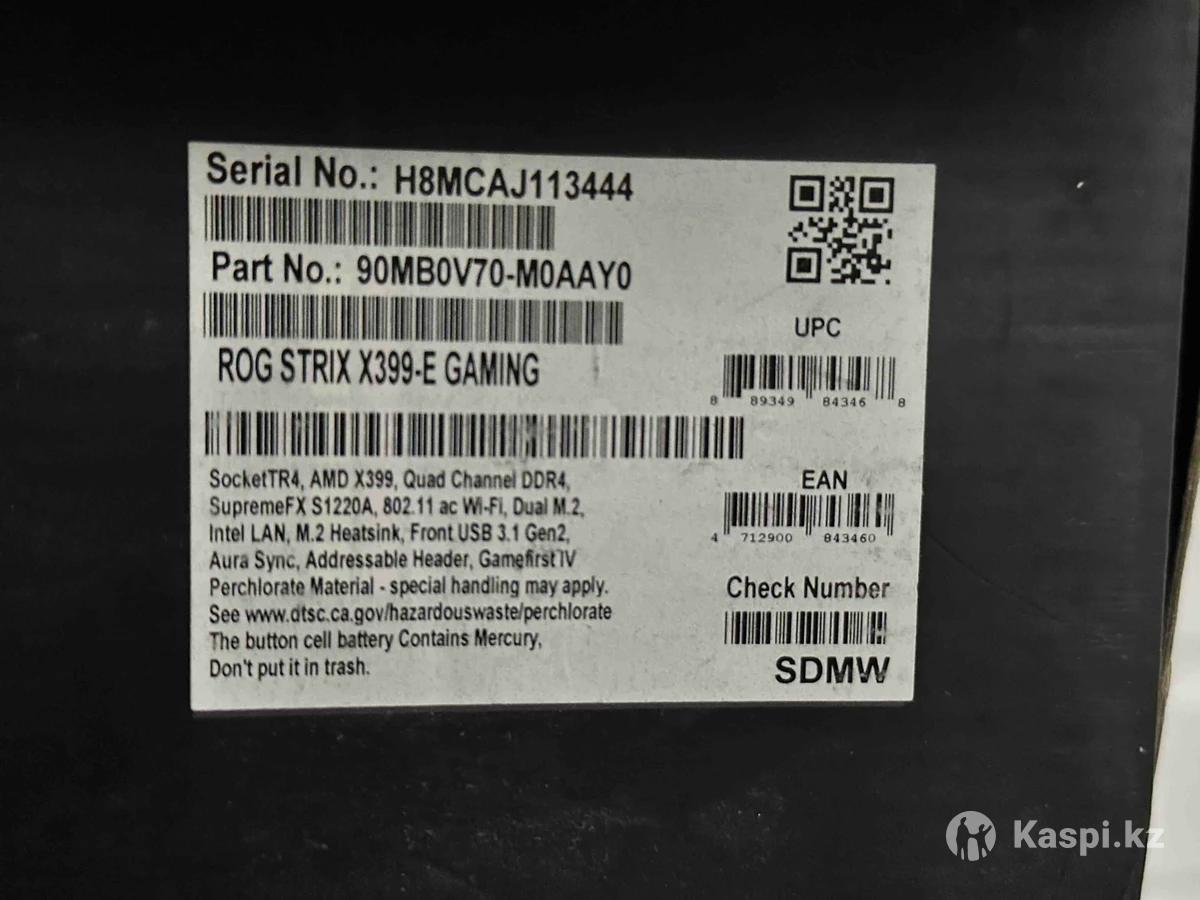 Serial No.: H8MCAJ113444
Part No.: 90MB0V70-M0AAY0
ROG STRIX X399-E GAMING
SocketTR4, AMD X399, Quad Channel DDR4,
SupremeFX S1220A, 802.11 ac Wi-Fi, Dual M.2,
Intel LAN, M.2 Heatsink, Front USB 3.1 Gen2,
Aura Sync, Addressable Header, GamefirstIV
Perchlorate Material - special handling may apply.
See www.dtsc.ca.gov/hazardouswaste/perchlorate
The button cell battery Contains Mercury,
Don't put it in trash.
UPC
8 89349 84346 8
EAN
4 712900 843460
Check Number
SDMW
Kaspi.kz